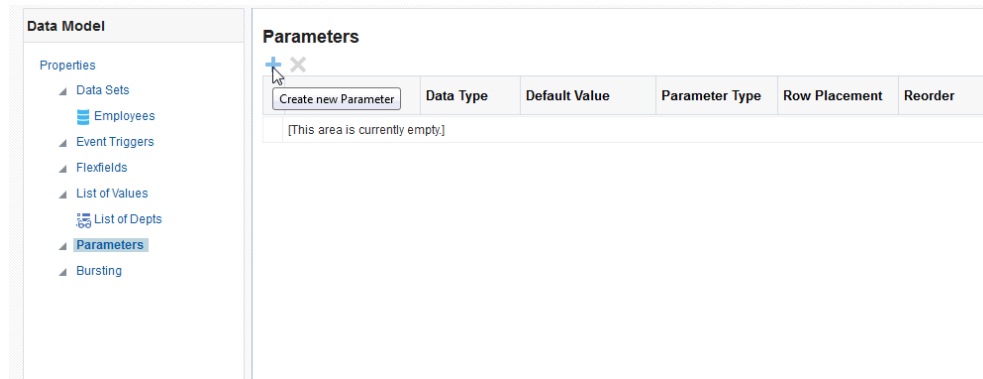 Data Model
Properties
Data Sets
Employees
Event Triggers
Flexfields
List of Values
List of Depts
Parameters
Bursting
Parameters
Create new Parameter
Data Type Default Value Parameter Type Row Placement Reorder
[This area is currently empty.]